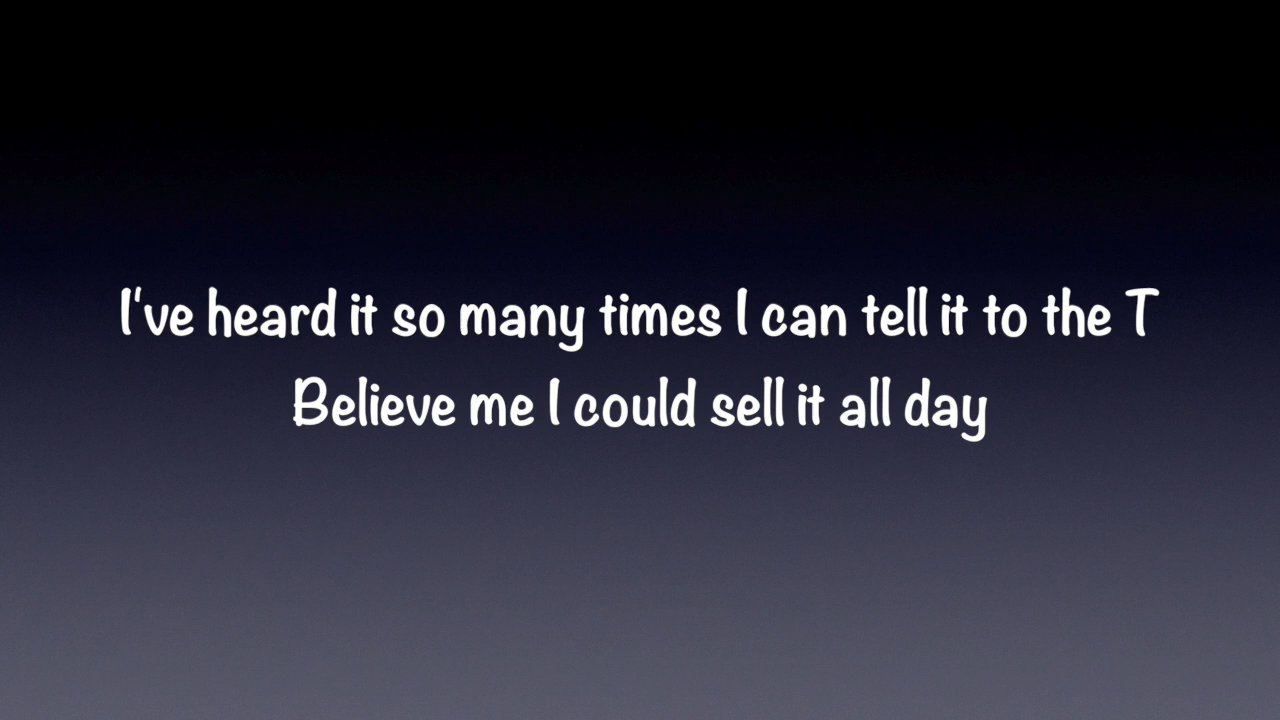 I've heard it so many times I can tell it to the T
Believe me I could sell it all day